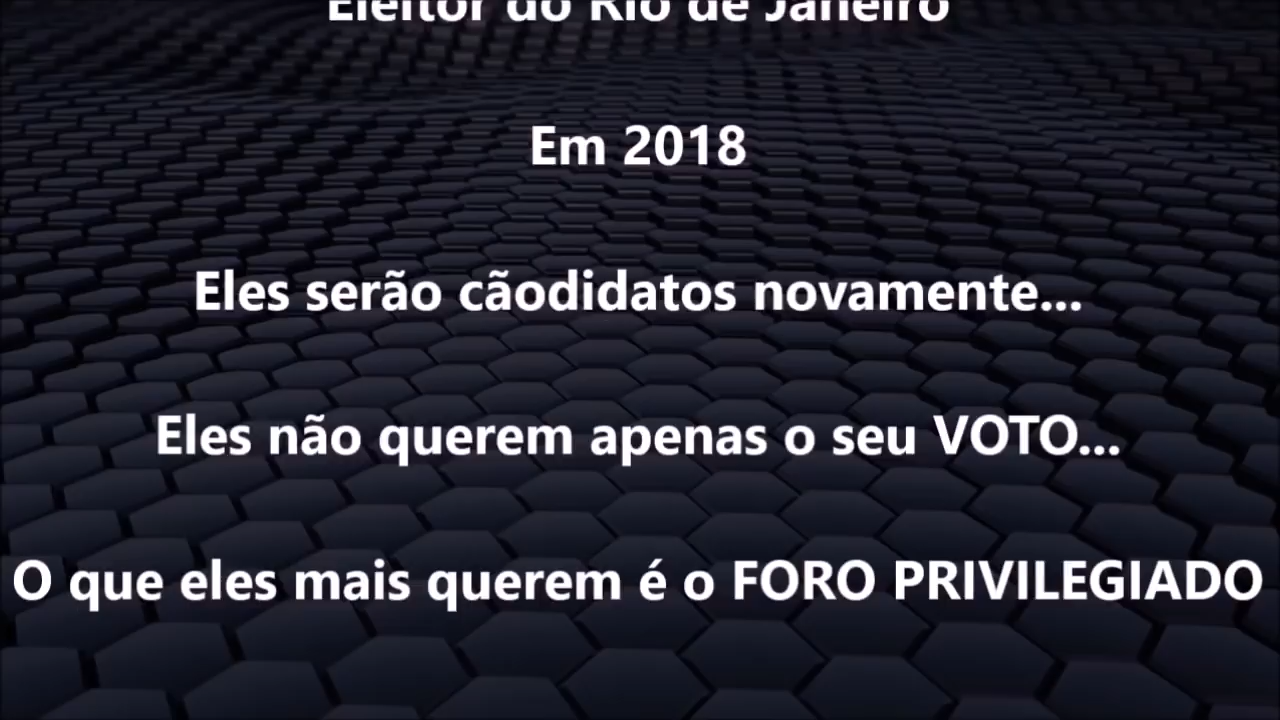 Eleitor do Rio de Janeiro
Em 2018
Eles serão cãodidatos novamente...
Eles não querem apenas o seu VOTO...
O que eles mais querem é o FORO PRIVILEGIADO